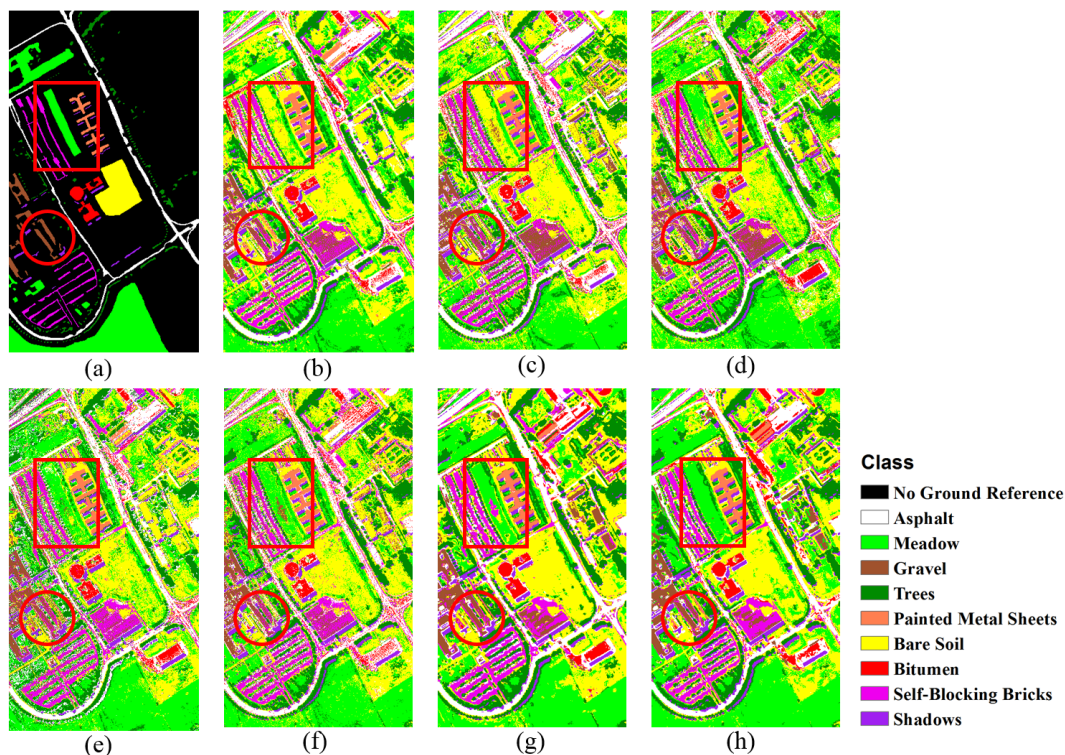 (a)
(b)
(c)
(d)
(e)
(f)
(g)
(h)
Class
No Ground Reference
Asphalt
Meadow
Gravel
Trees
Painted Metal Sheets
Bare Soil
Bitumen
Self-Blocking Bricks
Shadows